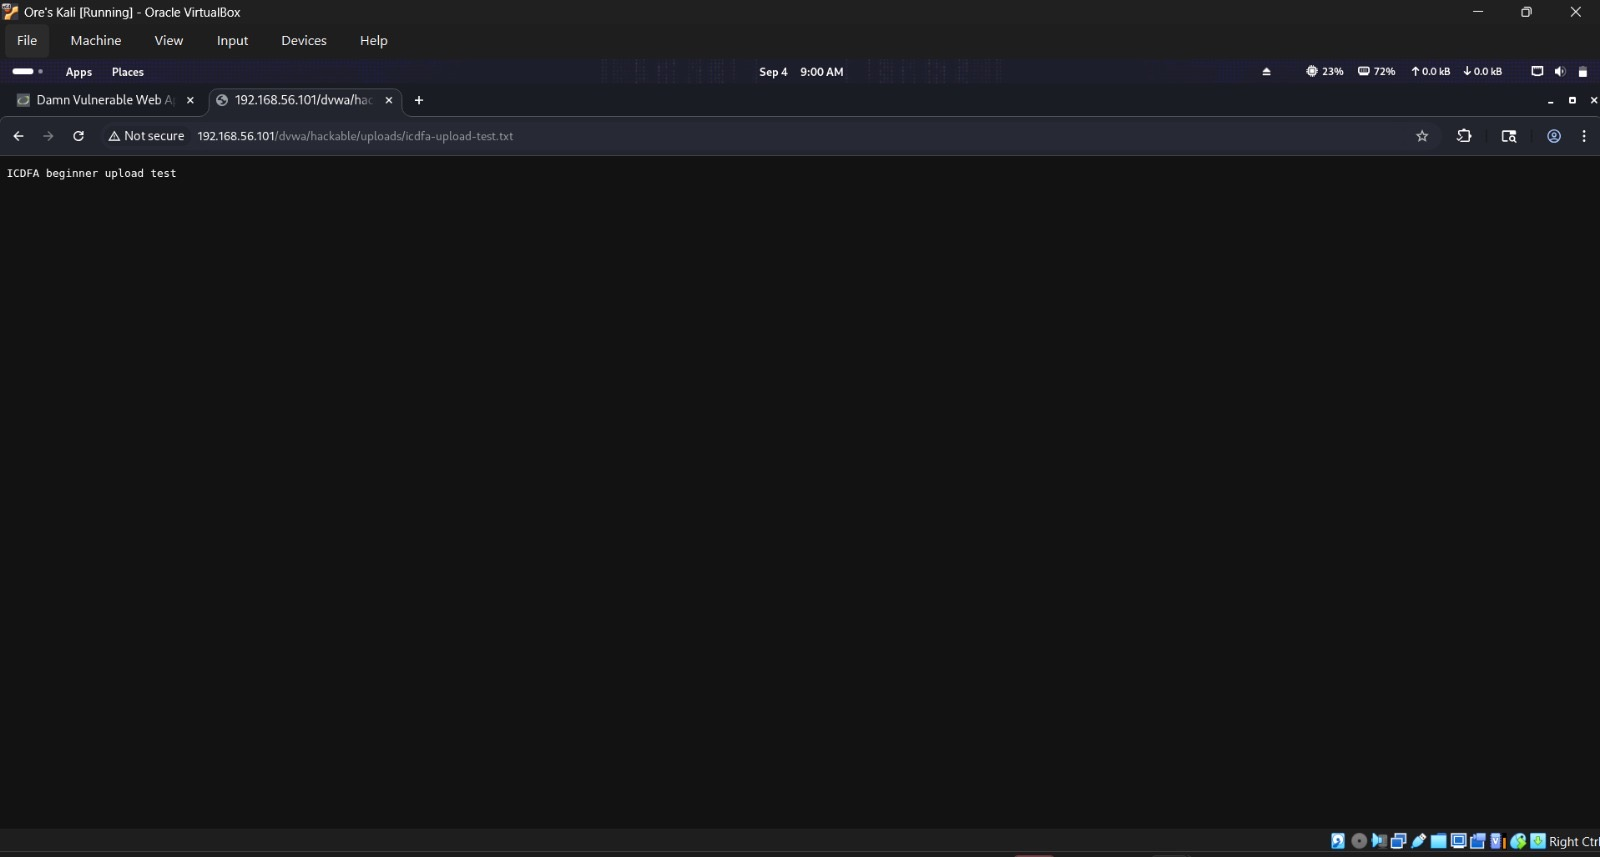 Ore's Kali [Running] - Oracle VirtualBox
File Machine View Input Devices Help
Apps Places Sep 4 9:00 AM 23% 72% 0.0 kB 0.0 kB
Damn Vulnerable Web A 192.168.56.101/dvwa/hac
Not secure 192.168.56.101/dvwa/hackable/uploads/icdfa-upload-test.txt
ICDFA beginner upload test
Right Ctrl